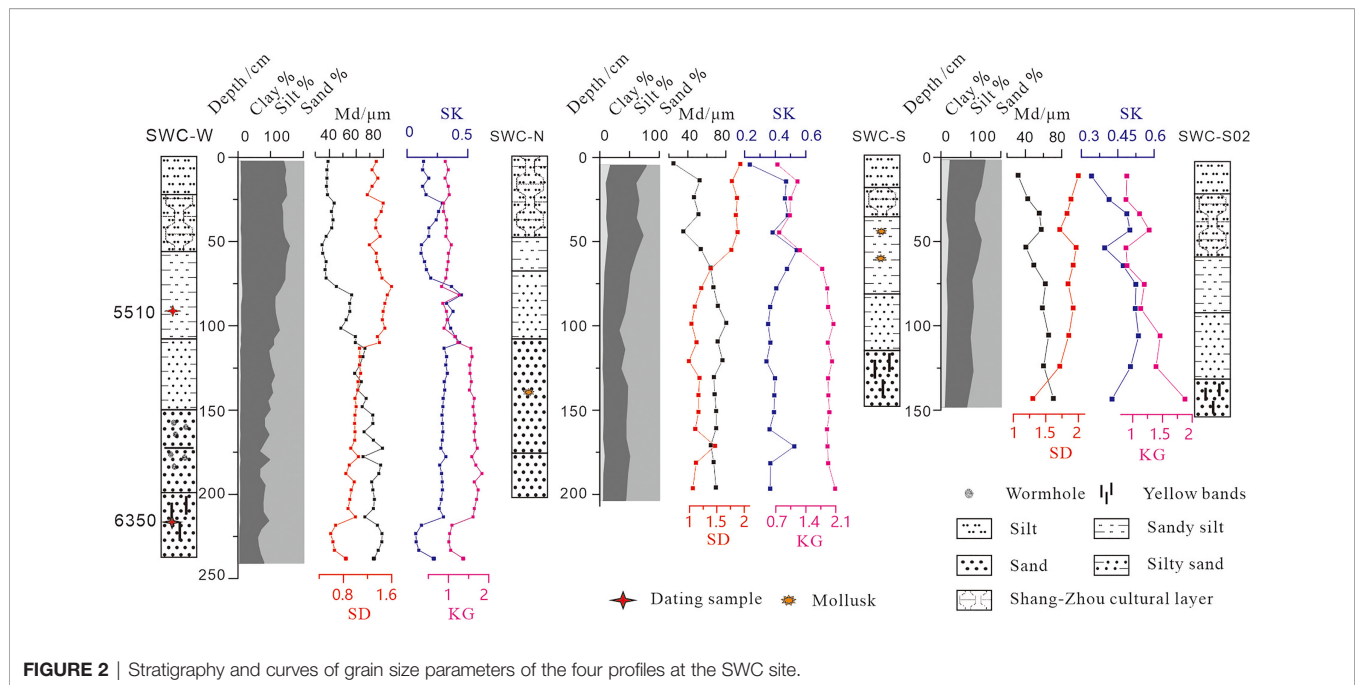 Depth /cm
Clay %
Silt %
Sand %
Md/μm
SK
SWC-W
0 100
40 60 80
0 0.5
SWC-N
Depth /cm
Clay %
Silt %
Sand %
Md/μm
SK
0 100
40 80
0.2 0.4 0.6
SWC-S
Depth /cm
Clay %
Silt %
Sand %
Md/μm
SK
0 100
40 80
0.3 0.45 0.6
SWC-S02
0
50
100
150
200
250
5510
6350
0.8 1.6
SD
1 2
KG
0
50
100
150
200
1 1.5 2
SD
0.7 1.4 2.1
KG
0
50
100
150
1 1.5 2
SD
1 1.5 2
KG
Wormhole
Yellow bands
Silt
Sandy silt
Sand
Silty sand
Shang-Zhou cultural layer
Dating sample
Mollusk
FIGURE 2 | Stratigraphy and curves of grain size parameters of the four profiles at the SWC site.